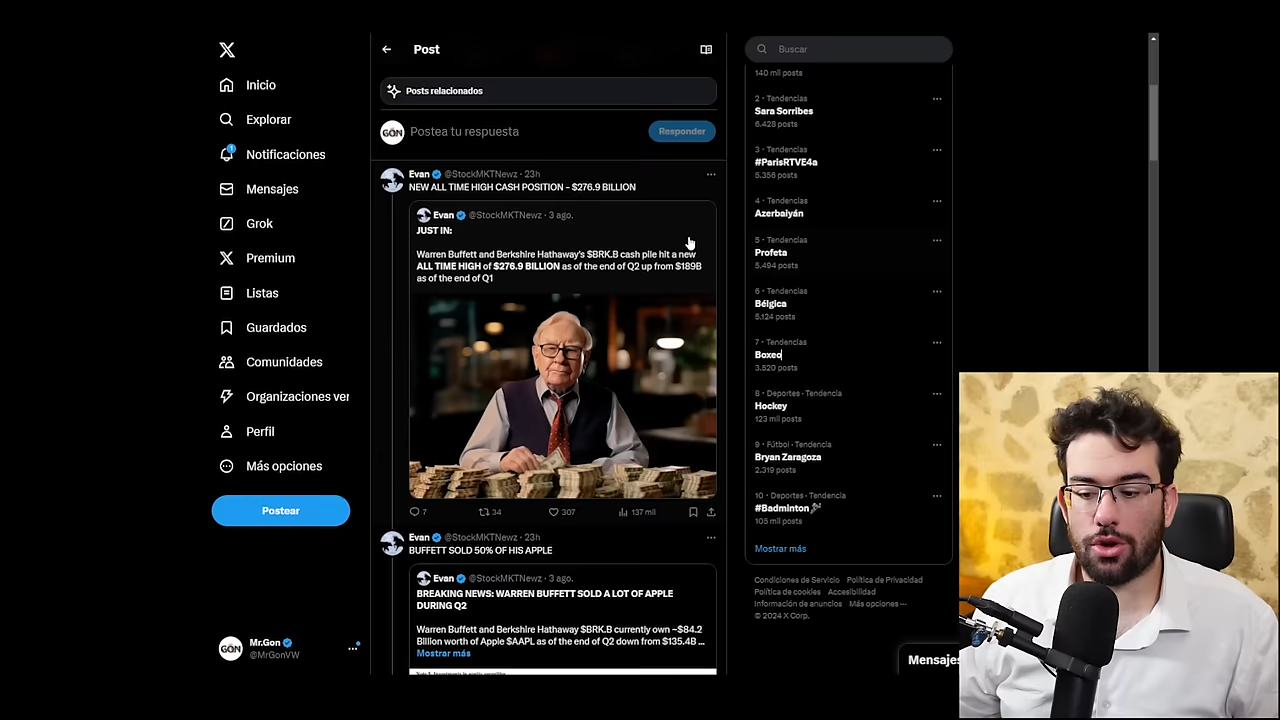 Inicio
Explorar
1
Notificaciones
Mensajes
Grok
Premium
Listas
Guardados
Comunidades
Organizaciones ver
Perfil
Más opciones
Postear
GON
Mr.Gon
@MrGonVW
Post
Posts relacionados
GON
Postea tu respuesta
Responder
Evan @StockMKTNewz · 23h
NEW ALL TIME HIGH CASH POSITION - $276.9 BILLION
Evan @StockMKTNewz · 3 ago.
JUST IN:
Warren Buffett and Berkshire Hathaway's $BRK.B cash pile hit a new
ALL TIME HIGH of $276.9 BILLION as of the end of Q2 up from $189B
as of the end of Q1
7
34
307
137 mil
Evan @StockMKTNewz · 23h
BUFFETT SOLD 50% OF HIS APPLE
Evan @StockMKTNewz · 3 ago.
BREAKING NEWS: WARREN BUFFETT SOLD A LOT OF APPLE
DURING Q2
Warren Buffett and Berkshire Hathaway $BRK.B currently own ~$84.2
Billion worth of Apple $AAPL as of the end of Q2 down from $135.4B ...
Mostrar más
Buscar
140 mil posts
2 · Tendencias
Sara Sorribes
6.428 posts
3 · Tendencias
#ParisRTVE4a
5.356 posts
4 · Tendencias
Azerbaiyán
5 · Tendencias
Profeta
5.494 posts
6 · Tendencias
Bélgica
5.124 posts
7 · Tendencias
Boxeo
3.520 posts
8 · Deportes · Tendencia
Hockey
123 mil posts
9 · Fútbol · Tendencia
Bryan Zaragoza
2.319 posts
10 · Deportes · Tendencia
#Badminton
105 mil posts
Mostrar más
Condiciones de Servicio Política de Privacidad
Política de cookies Accesibilidad
Información de anuncios Más opciones ···
© 2024 X Corp.
Mensajes